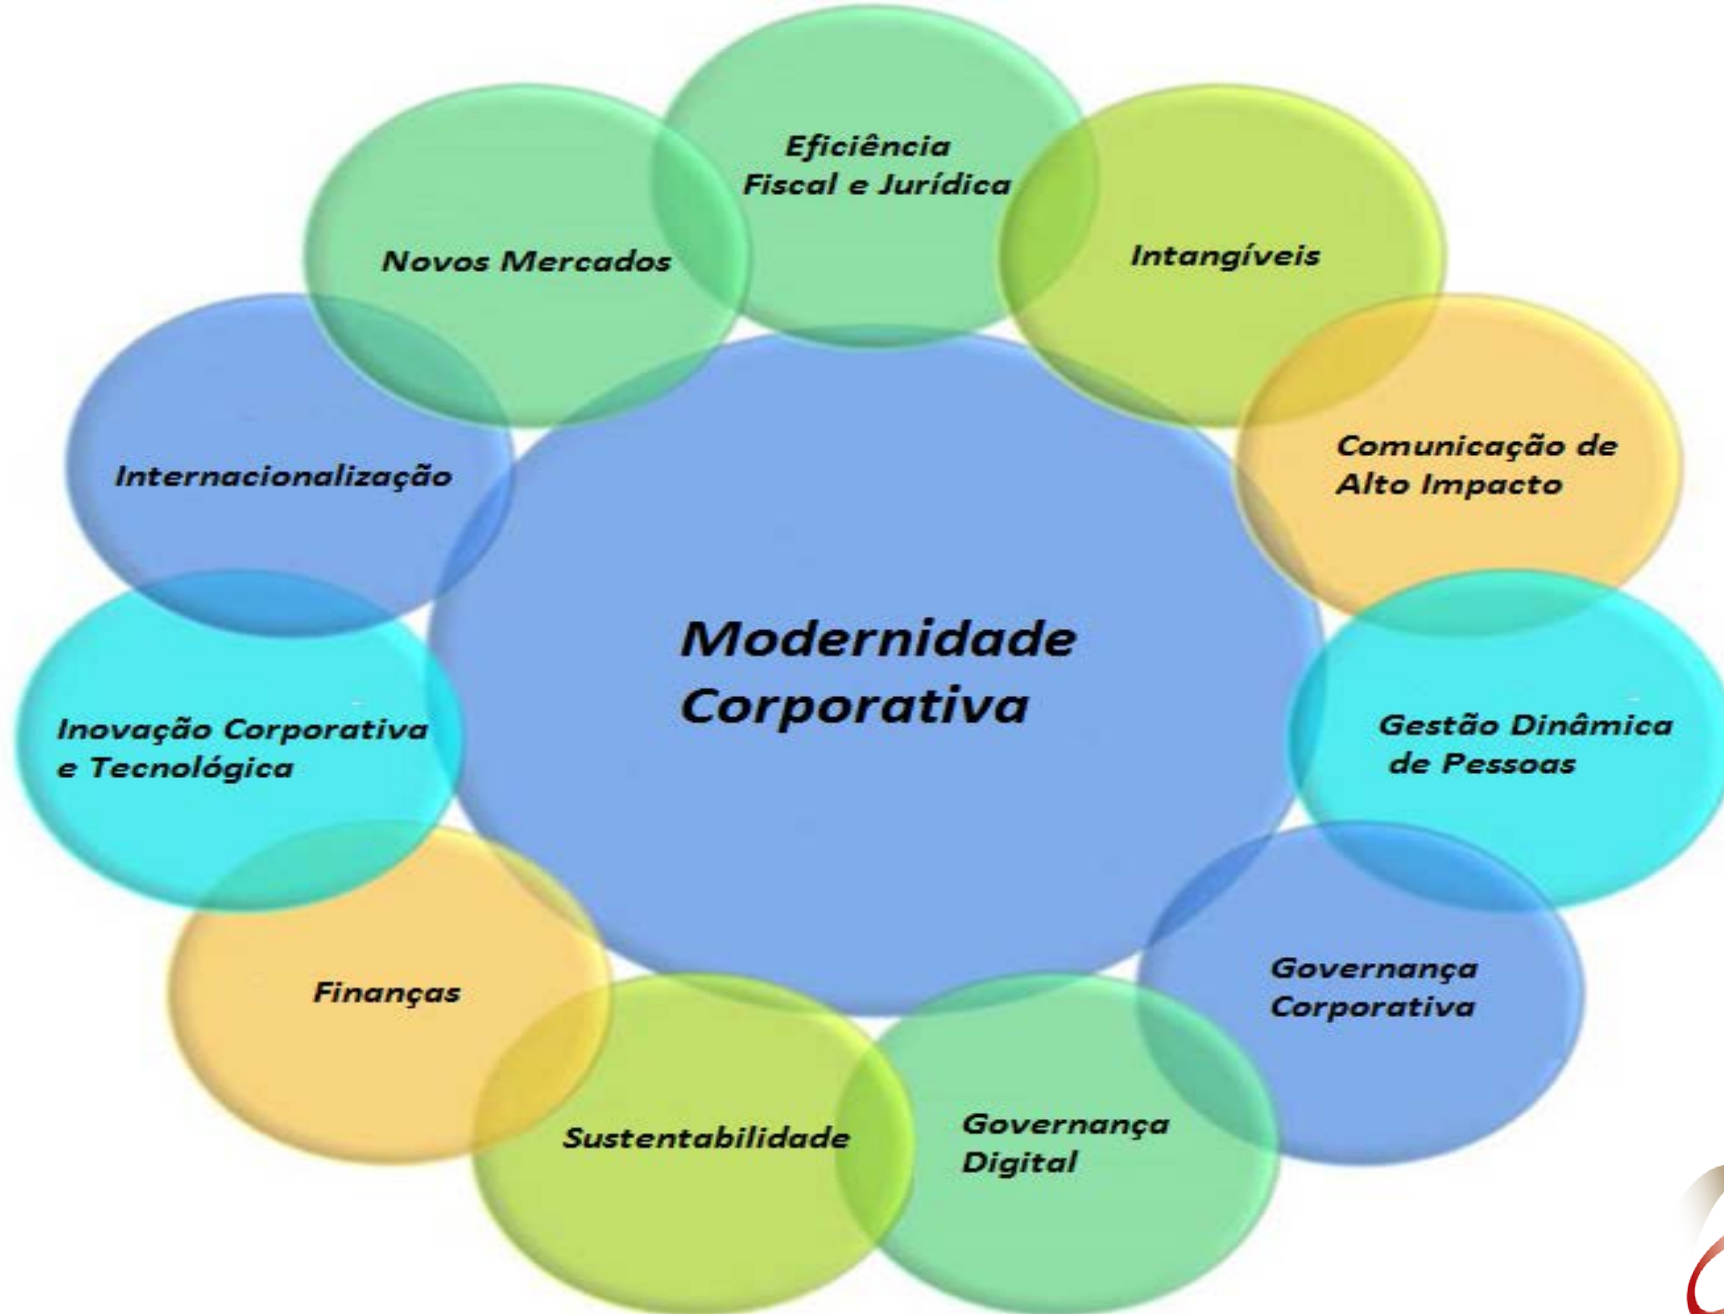 Eficiência
Fiscal e Jurídica
Novos Mercados
Intangíveis
Internacionalização
Comunicação de
Alto Impacto
Modernidade
Corporativa
Inovação Corporativa
e Tecnológica
Gestão Dinâmica
de Pessoas
Finanças
Governança
Corporativa
Sustentabilidade
Governança
Digital